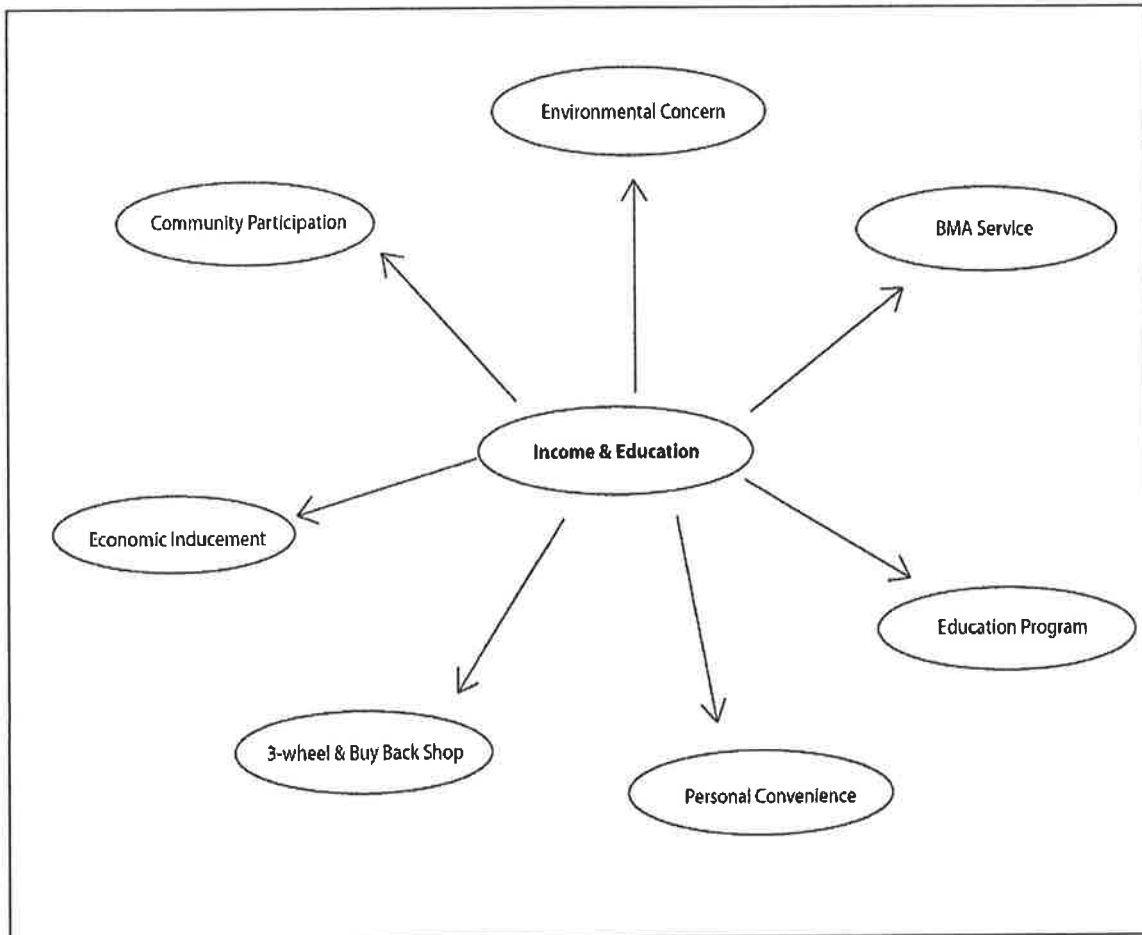 Environmental Concern
Community Participation
BMA Service
Income & Education
Economic Inducement
Education Program
3-wheel & Buy Back Shop
Personal Convenience